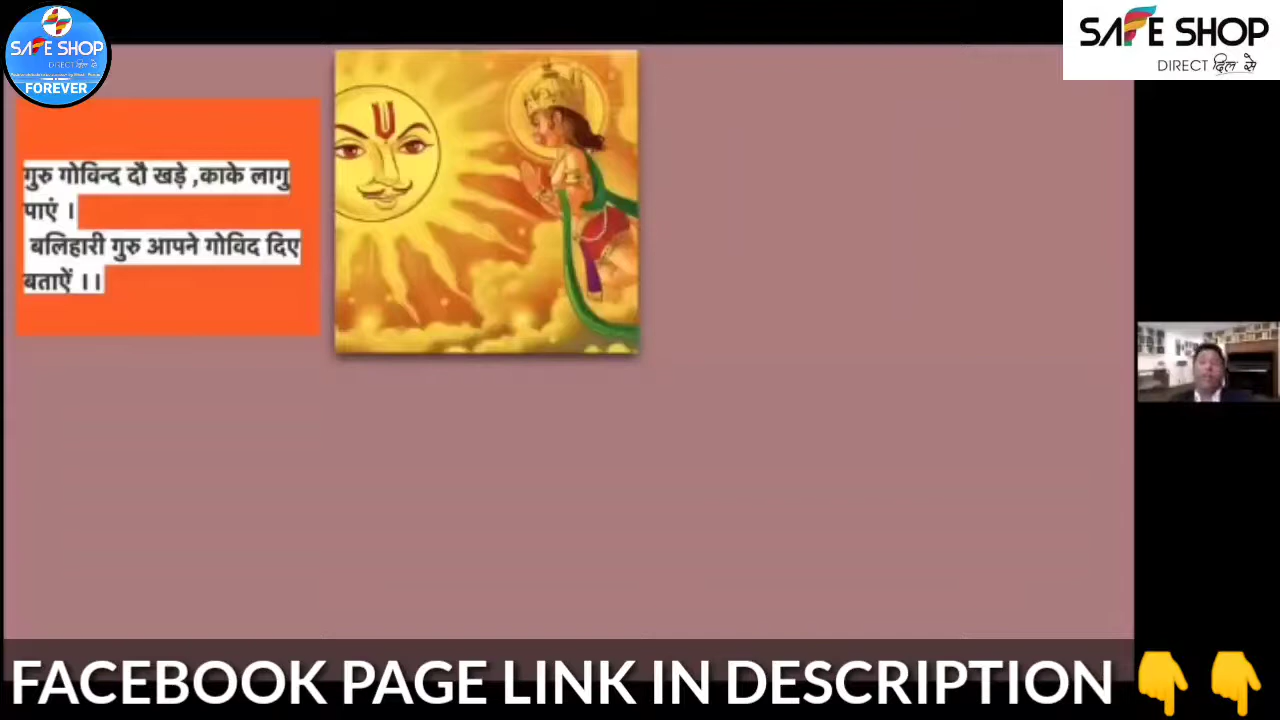 SAFE SHOP
DIRECT दिल से
FOREVER
SAFE SHOP
DIRECT दिल से
गुरु गोविन्द दौ खड़े ,काके लागु
पाएं ।
बलिहारी गुरु आपने गोविद दिए
बताऐं ।।
FACEBOOK PAGE LINK IN DESCRIPTION